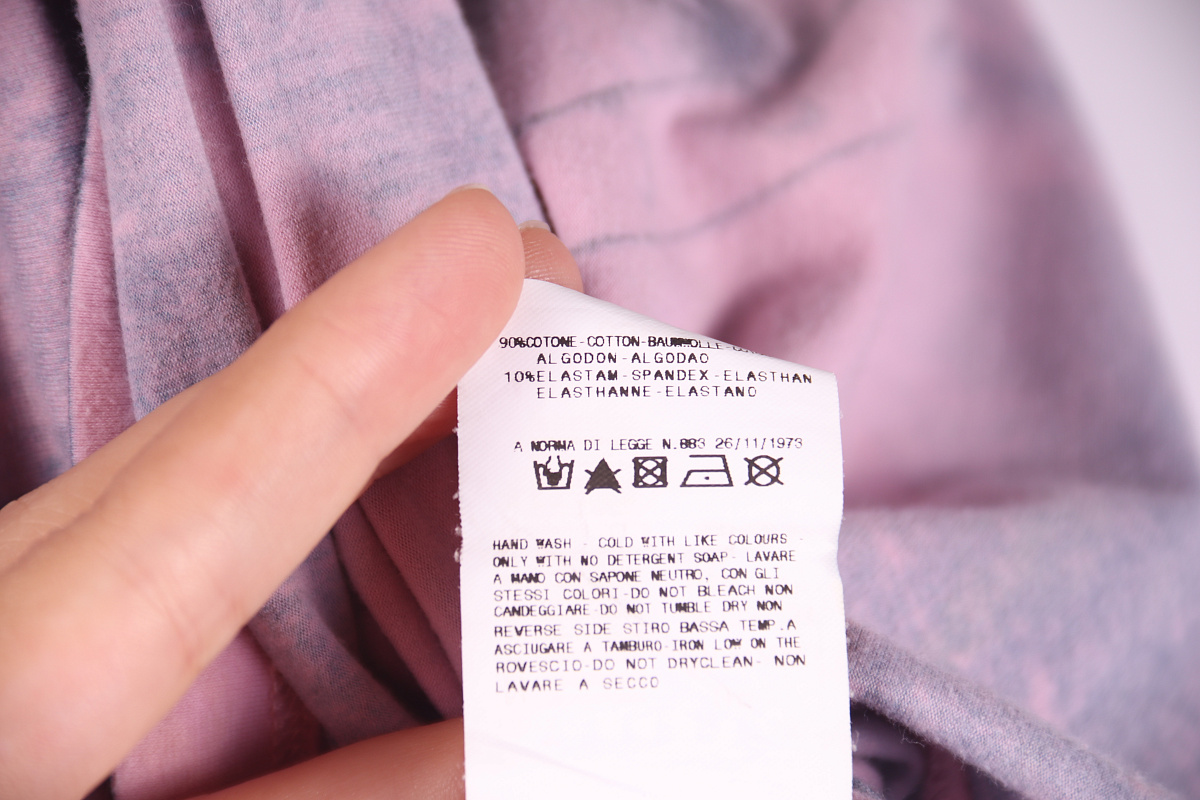 90%COTONE-COTTON-BAUMWOLLE-
ALGODON-ALGODAO
10%ELASTAM-SPANDEX-ELASTHAN
ELASTHANNE-ELASTANO
A NORMA DI LEGGE N.883 26/11/1973
HAND WASH - COLD WITH LIKE COLOURS -
ONLY WITH NO DETERGENT SOAP- LAVARE
A MANO CON SAPONE NEUTRO, CON GLI
STESSI COLORI-DO NOT BLEACH NON
CANDEGGIARE-DO NOT TUMBLE DRY NON
REVERSE SIDE STIRO BASSA TEMP.A
ASCIUGARE A TAMBURO-IRON LOW ON THE
ROVESCIO-DO NOT DRYCLEAN- NON
LAVARE A SECCO